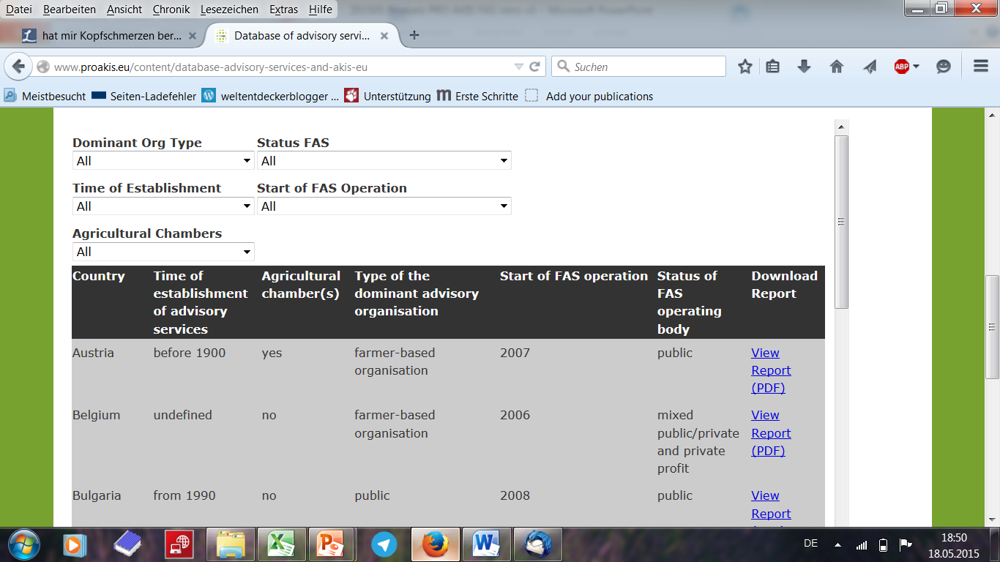 Datei Bearbeiten Ansicht Chronik Lesezeichen Extras Hilfe
hat mir Kopfschmerzen ber...
Database of advisory servi...
www.proakis.eu/content/database-advisory-services-and-akis-eu
Suchen
ABP
Meistbesucht Seiten-Ladefehler weltentdeckerblogger ... Unterstützung Erste Schritte Add your publications
Dominant Org Type Status FAS
All All
Time of Establishment Start of FAS Operation
All All
Agricultural Chambers
All
Country Time of Agricultural Type of the Start of FAS operation Status of Download
establishment chamber(s) dominant advisory FAS Report
of advisory organisation operating
services body
Austria before 1900 yes farmer-based 2007 public View
organisation Report
(PDF)
Belgium undefined no farmer-based 2006 mixed View
organisation public/private Report
and private (PDF)
profit
Bulgaria from 1990 no public 2008 public View
Report
DE
18:50
18.05.2015